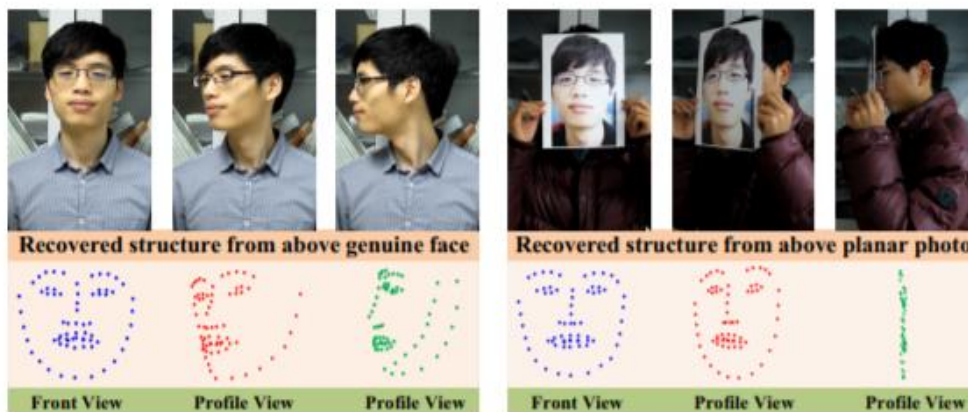 Recovered structure from above genuine face
Front View
Profile View
Profile View
Recovered structure from above planar photo
Front View
Profile View
Profile View